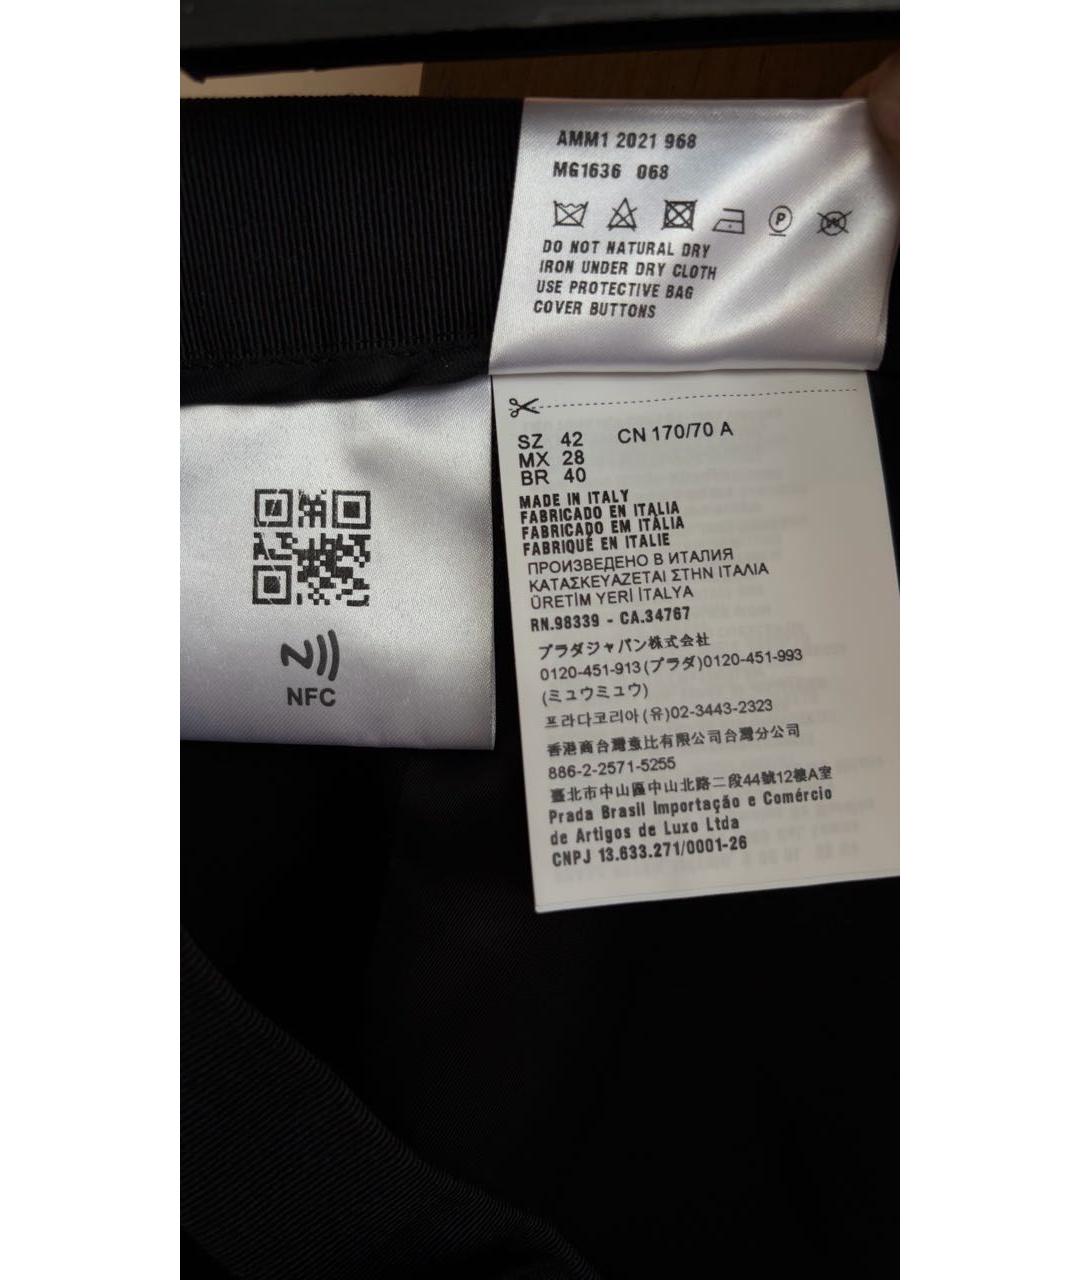 AMM1 2021 968
MG1636 068
P
W
DO NOT NATURAL DRY
IRON UNDER DRY CLOTH
USE PROTECTIVE BAG
COVER BUTTONS
NFC
SZ 42 CN 170/70 A
MX 28
BR 40
MADE IN ITALY
FABRICADO EN ITALIA
FABRICADO EM ITÁLIA
FABRIQUÉ EN ITALIE
ПРОИЗВЕДЕНО В ИТАЛИЯ
ΚΑΤΑΣΚΕΥΑΖΕΤΑΙ ΣΤΗΝ ΙΤΑΛΙΑ
ÜRETİM YERİ İTALYA
RN.98339 - CA.34767
プラダジャパン株式会社
0120-451-913(プラダ)0120-451-993
(ミュウミュウ)
프라다코리아(유)02-3443-2323
香港商台灣意比有限公司台灣分公司
886-2-2571-5255
臺北市中山區中山北路二段44號12樓A室
Prada Brasil Importação e Comércio
de Artigos de Luxo Ltda
CNPJ 13.633.271/0001-26